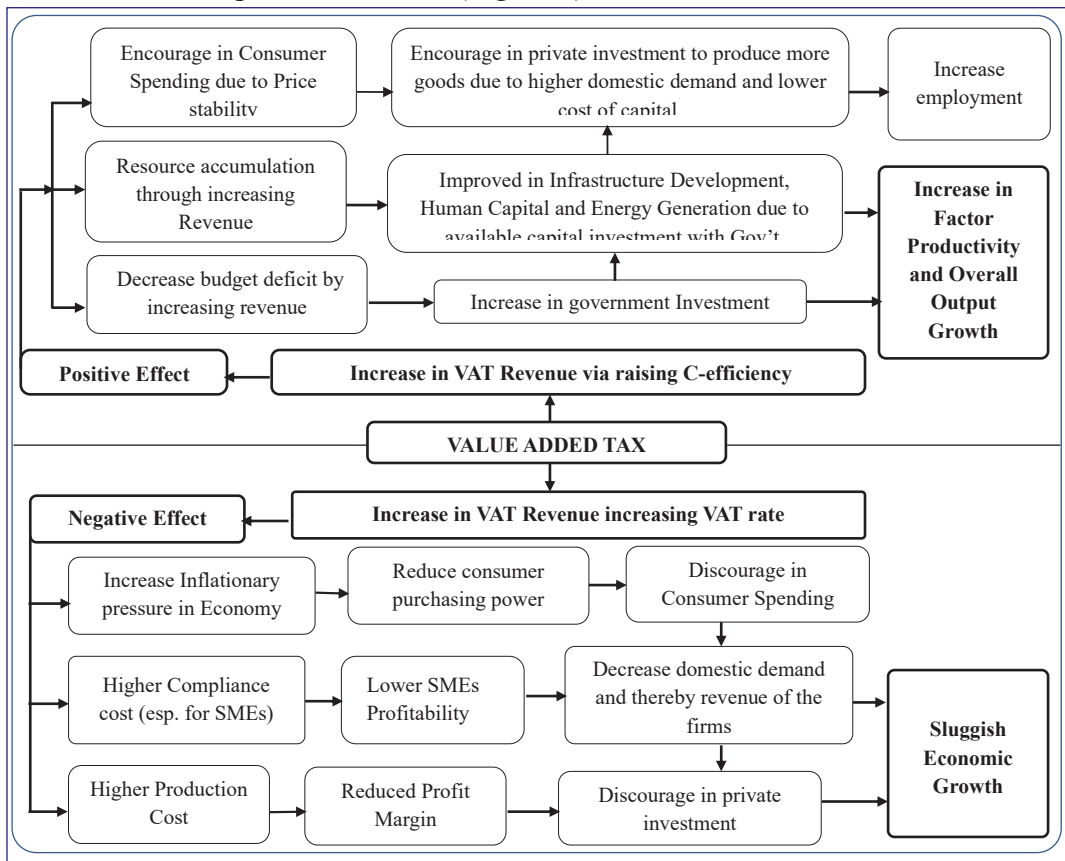 Encourage in Consumer
Spending due to Price
stability
Encourage in private investment to produce more
goods due to higher domestic demand and lower
cost of capital
Increase
employment
Resource accumulation
through increasing
Revenue
Improved in Infrastructure Development,
Human Capital and Energy Generation due to
available capital investment with Gov't
Increase in
Factor
Productivity
and Overall
Output
Growth
Decrease budget deficit by
increasing revenue
Increase in government Investment
Positive Effect
Increase in VAT Revenue via raising C-efficiency
VALUE ADDED TAX
Negative Effect
Increase in VAT Revenue increasing VAT rate
Increase Inflationary
pressure in Economy
Reduce consumer
purchasing power
Discourage in
Consumer Spending
Higher Compliance
cost (esp. for SMEs)
Lower SMEs
Profitability
Decrease domestic demand
and thereby revenue of the
firms
Sluggish
Economic
Growth
Higher Production
Cost
Reduced Profit
Margin
Discourage in private
investment